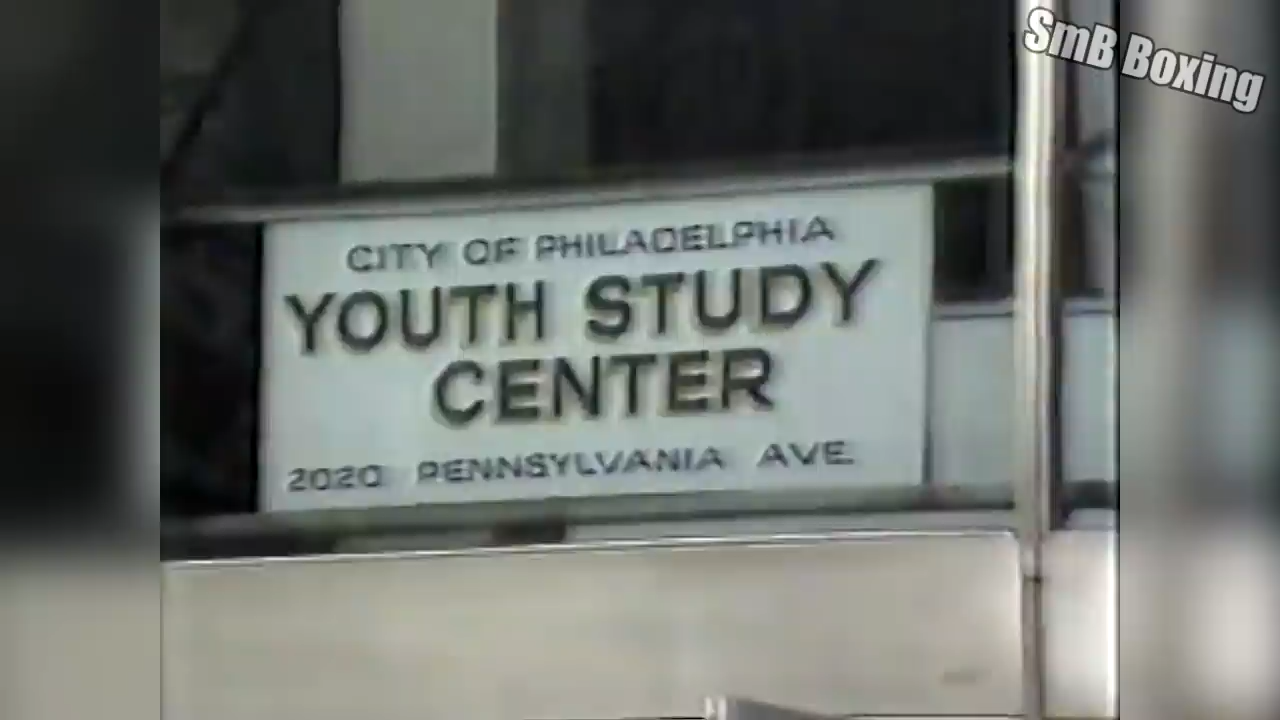 SmB Boxing
CITY OF PHILADELPHIA
YOUTH STUDY
CENTER
2020 PENNSYLVANIA AVE.